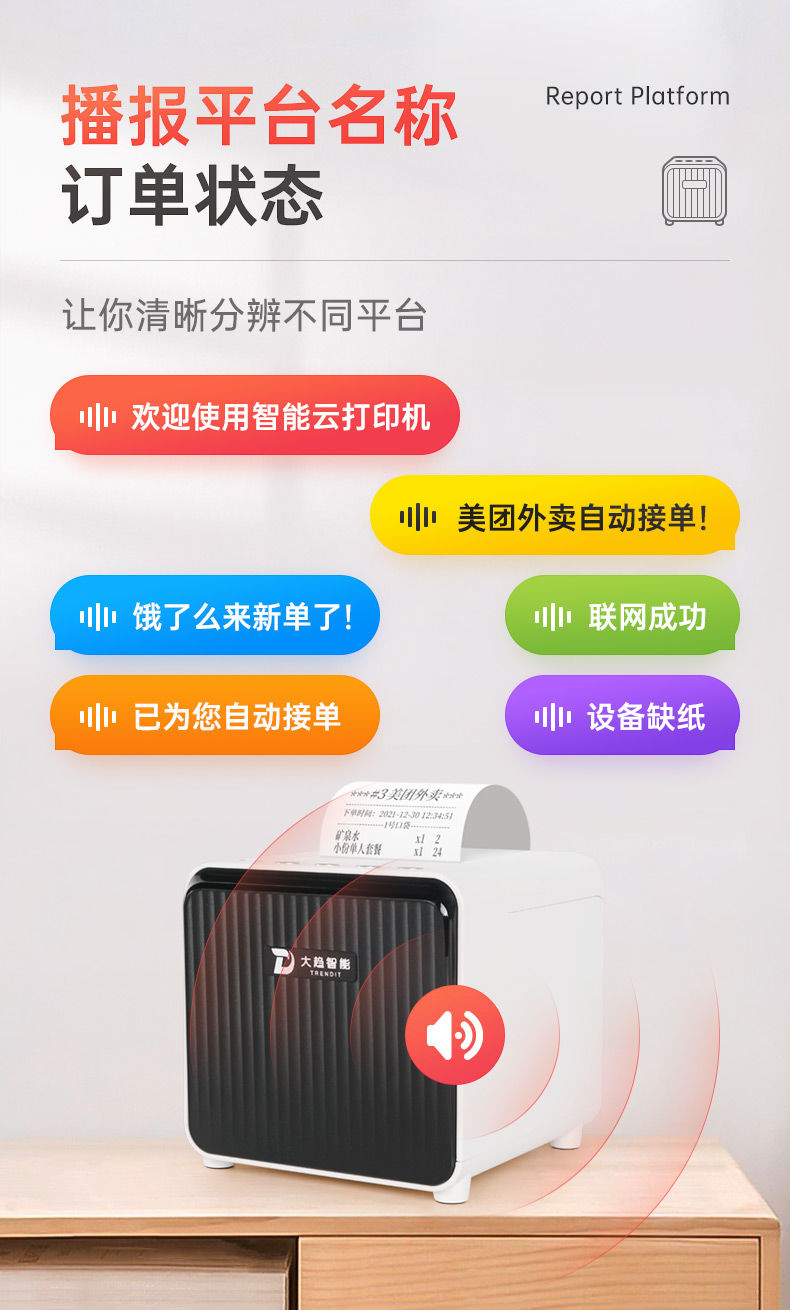 播报平台名称
Report Platform
订单状态
让你清晰分辨不同平台
欢迎使用智能云打印机
美团外卖自动接单!
饿了么来新单了!
联网成功
已为您自动接单
设备缺纸
***#3美团外卖***
下单时间: 2021-12-30 12:34:51
1号口袋
矿泉水 x1 2
小份单人套餐 x1 24
大趋智能
TRENDIT